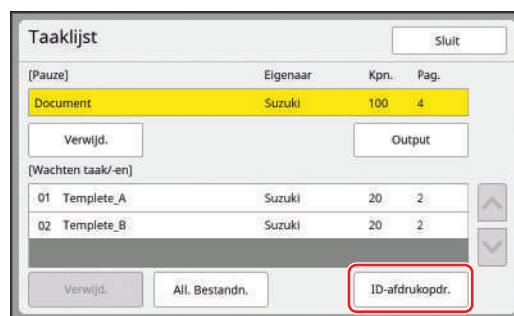 Taaklijst Sluit
[Pauze] Eigenaar Kpn. Pag.
Document Suzuki 100 4
Verwijd. Output
[Wachten taak/-en]
01 Templete_A Suzuki 20 2
02 Templete_B Suzuki 20 2
Verwijd. All. Bestandn. ID-afdrukopdr.